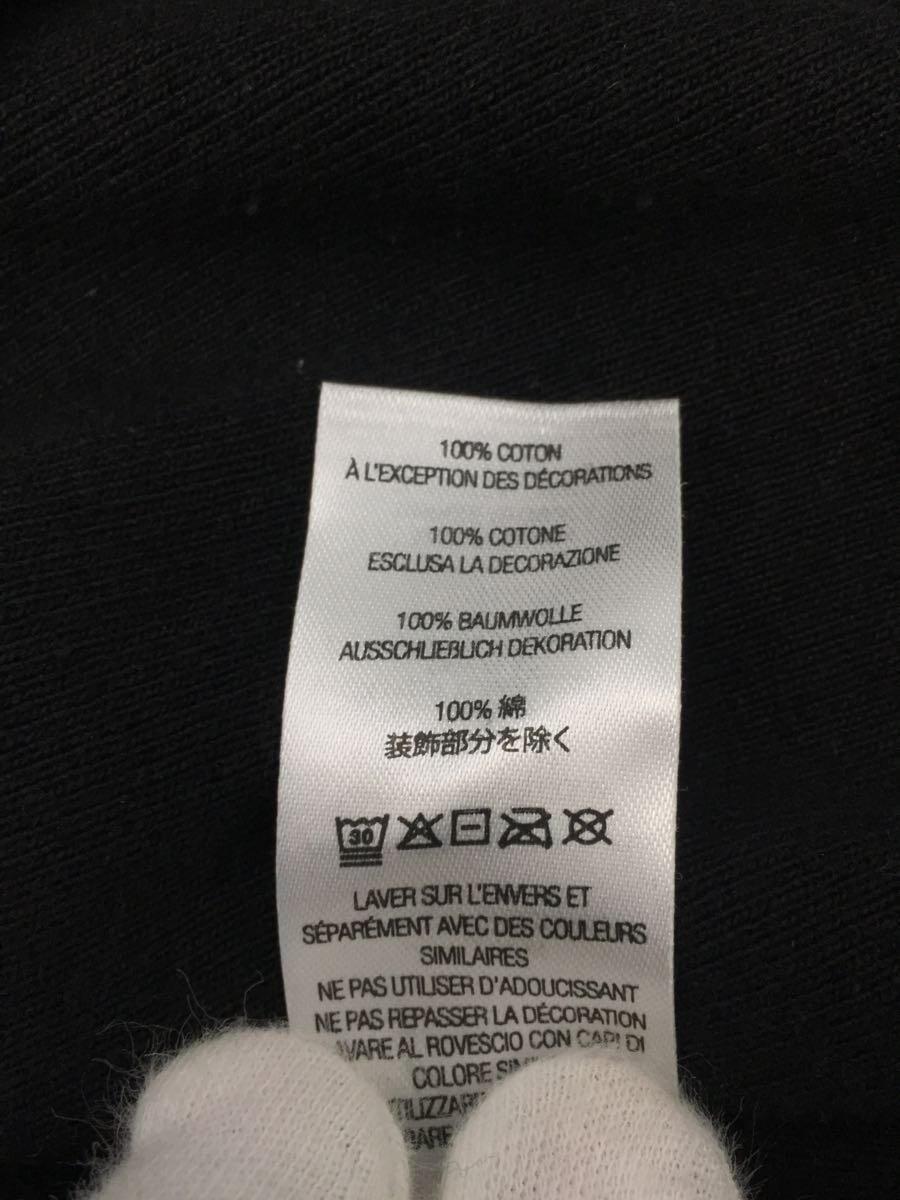 100% COTON
À L'EXCEPTION DES DÉCORATIONS
100% COTONE
ESCLUSA LA DECORAZIONE
100% BAUMWOLLE
AUSSCHLIEBLICH DEKORATION
100% 綿
装飾部分を除く
30
LAVER SUR L'ENVERS ET
SÉPARÉMENT AVEC DES COULEURS
SIMILAIRES
NE PAS UTILISER D'ADOUCISSANT
NE PAS REPASSER LA DÉCORATION
AL ROVESCIO CON CAPI DI
COLORE